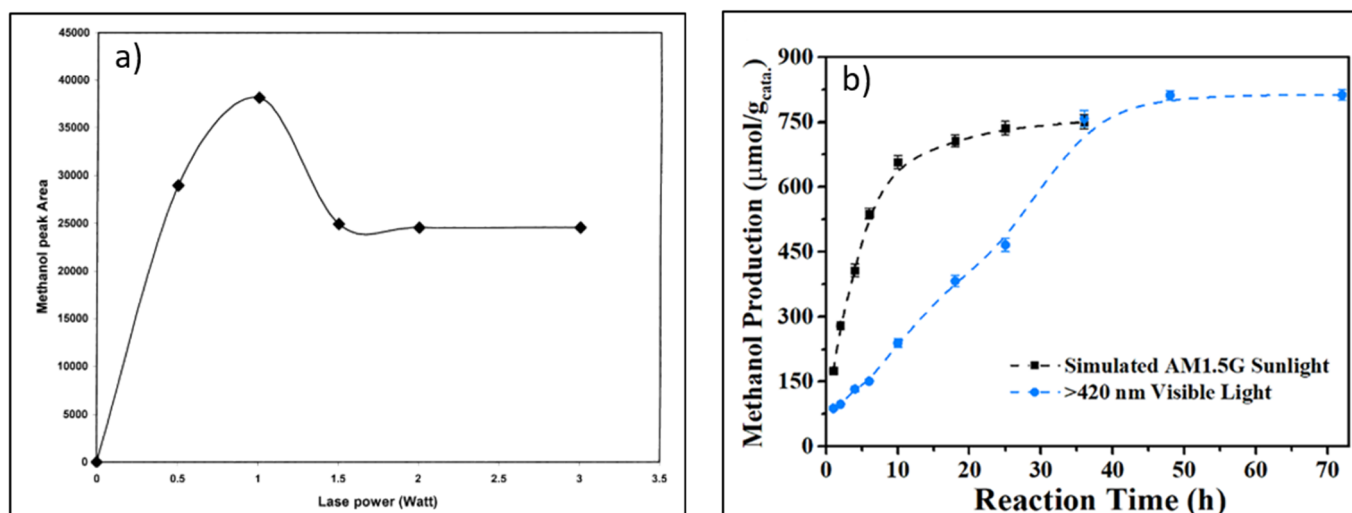 a)
45000
40000
35000
30000
25000
20000
15000
10000
5000
0
Methanol peak Area
0 0.5 1 1.5 2 2.5 3 3.5
Lase power (Watt)
b)
900
750
600
450
300
150
0
Methanol Production (μmol/gcata.)
Simulated AM1.5G Sunlight
>420 nm Visible Light
0 10 20 30 40 50 60 70
Reaction Time (h)